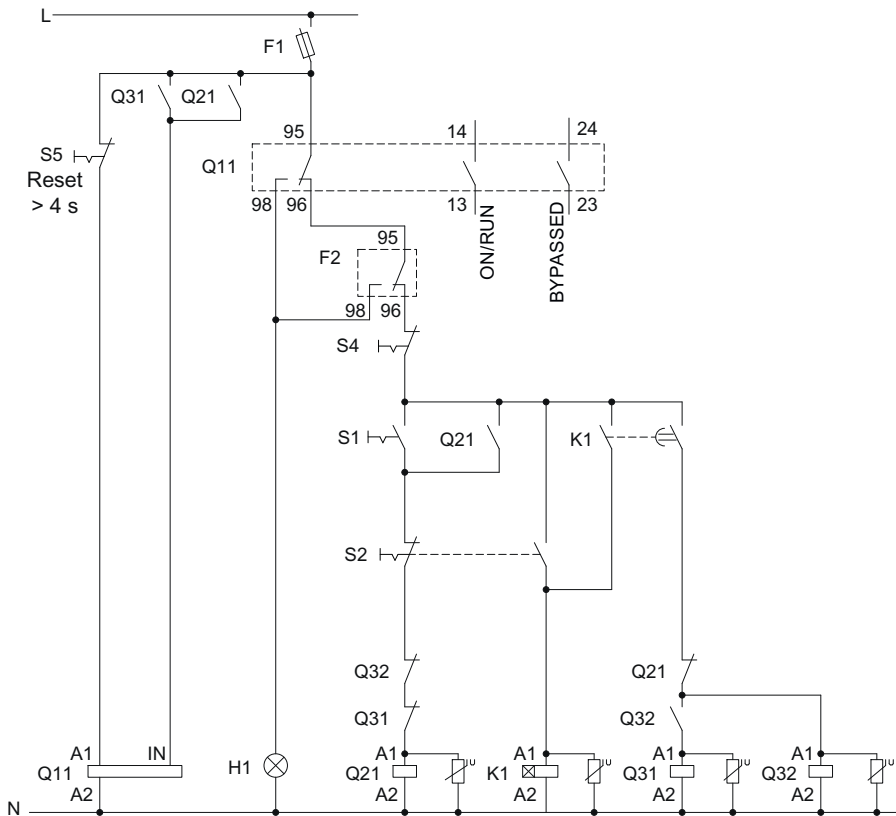 L
F1
Q31 Q21
95 14 24
S5 Q11
Reset
> 4 s
98 96 13 23
ON/RUN
BYPASSED
95
F2
98 96
S4
S1 Q21 K1
S2
Q32 Q21
Q31 Q32
A1 IN A1 A1 A1 A1
Q11 H1 Q21 U K1 U Q31 U Q32 U
A2 A2 A2 A2 A2
N